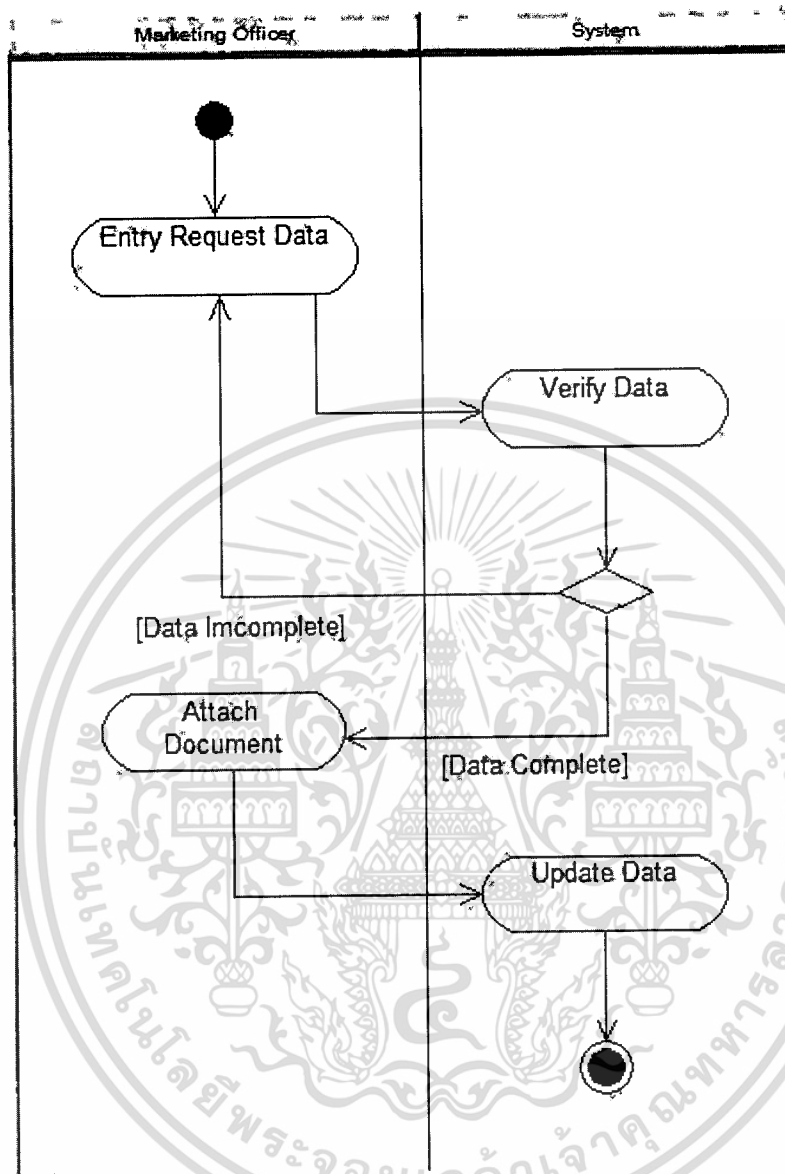 Marketing Officer
System
Entry Request Data
Verify Data
[Data Imcomplete]
Attach
Document
[Data Complete]
Update Data